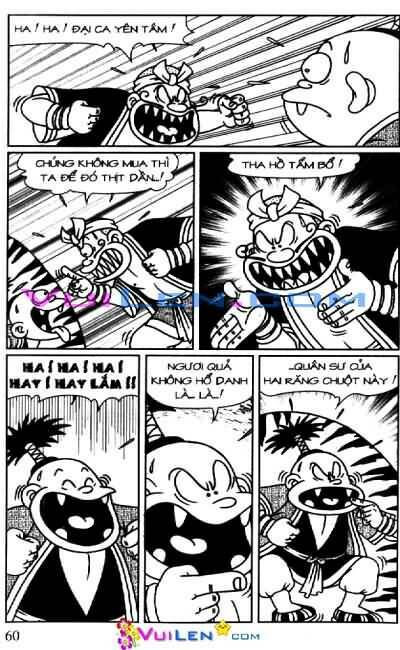 HA! HA! ĐẠI CA YÊN TÂM!
CHÚNG KHÔNG MUA THÌ
TA ĐỂ ĐÓ THỊT DẦN..!
THA HỒ TẨM BỔ!
VUILEN.COM
HA! HA! HA!
HAY! HAY LẮM!!
NGƯƠI QUẢ
KHÔNG HỔ DANH
LÀ... LÀ..!
...QUÂN SƯ CỦA
HAI RĂNG CHUỘT NÀY!
60
VUILEN.COM